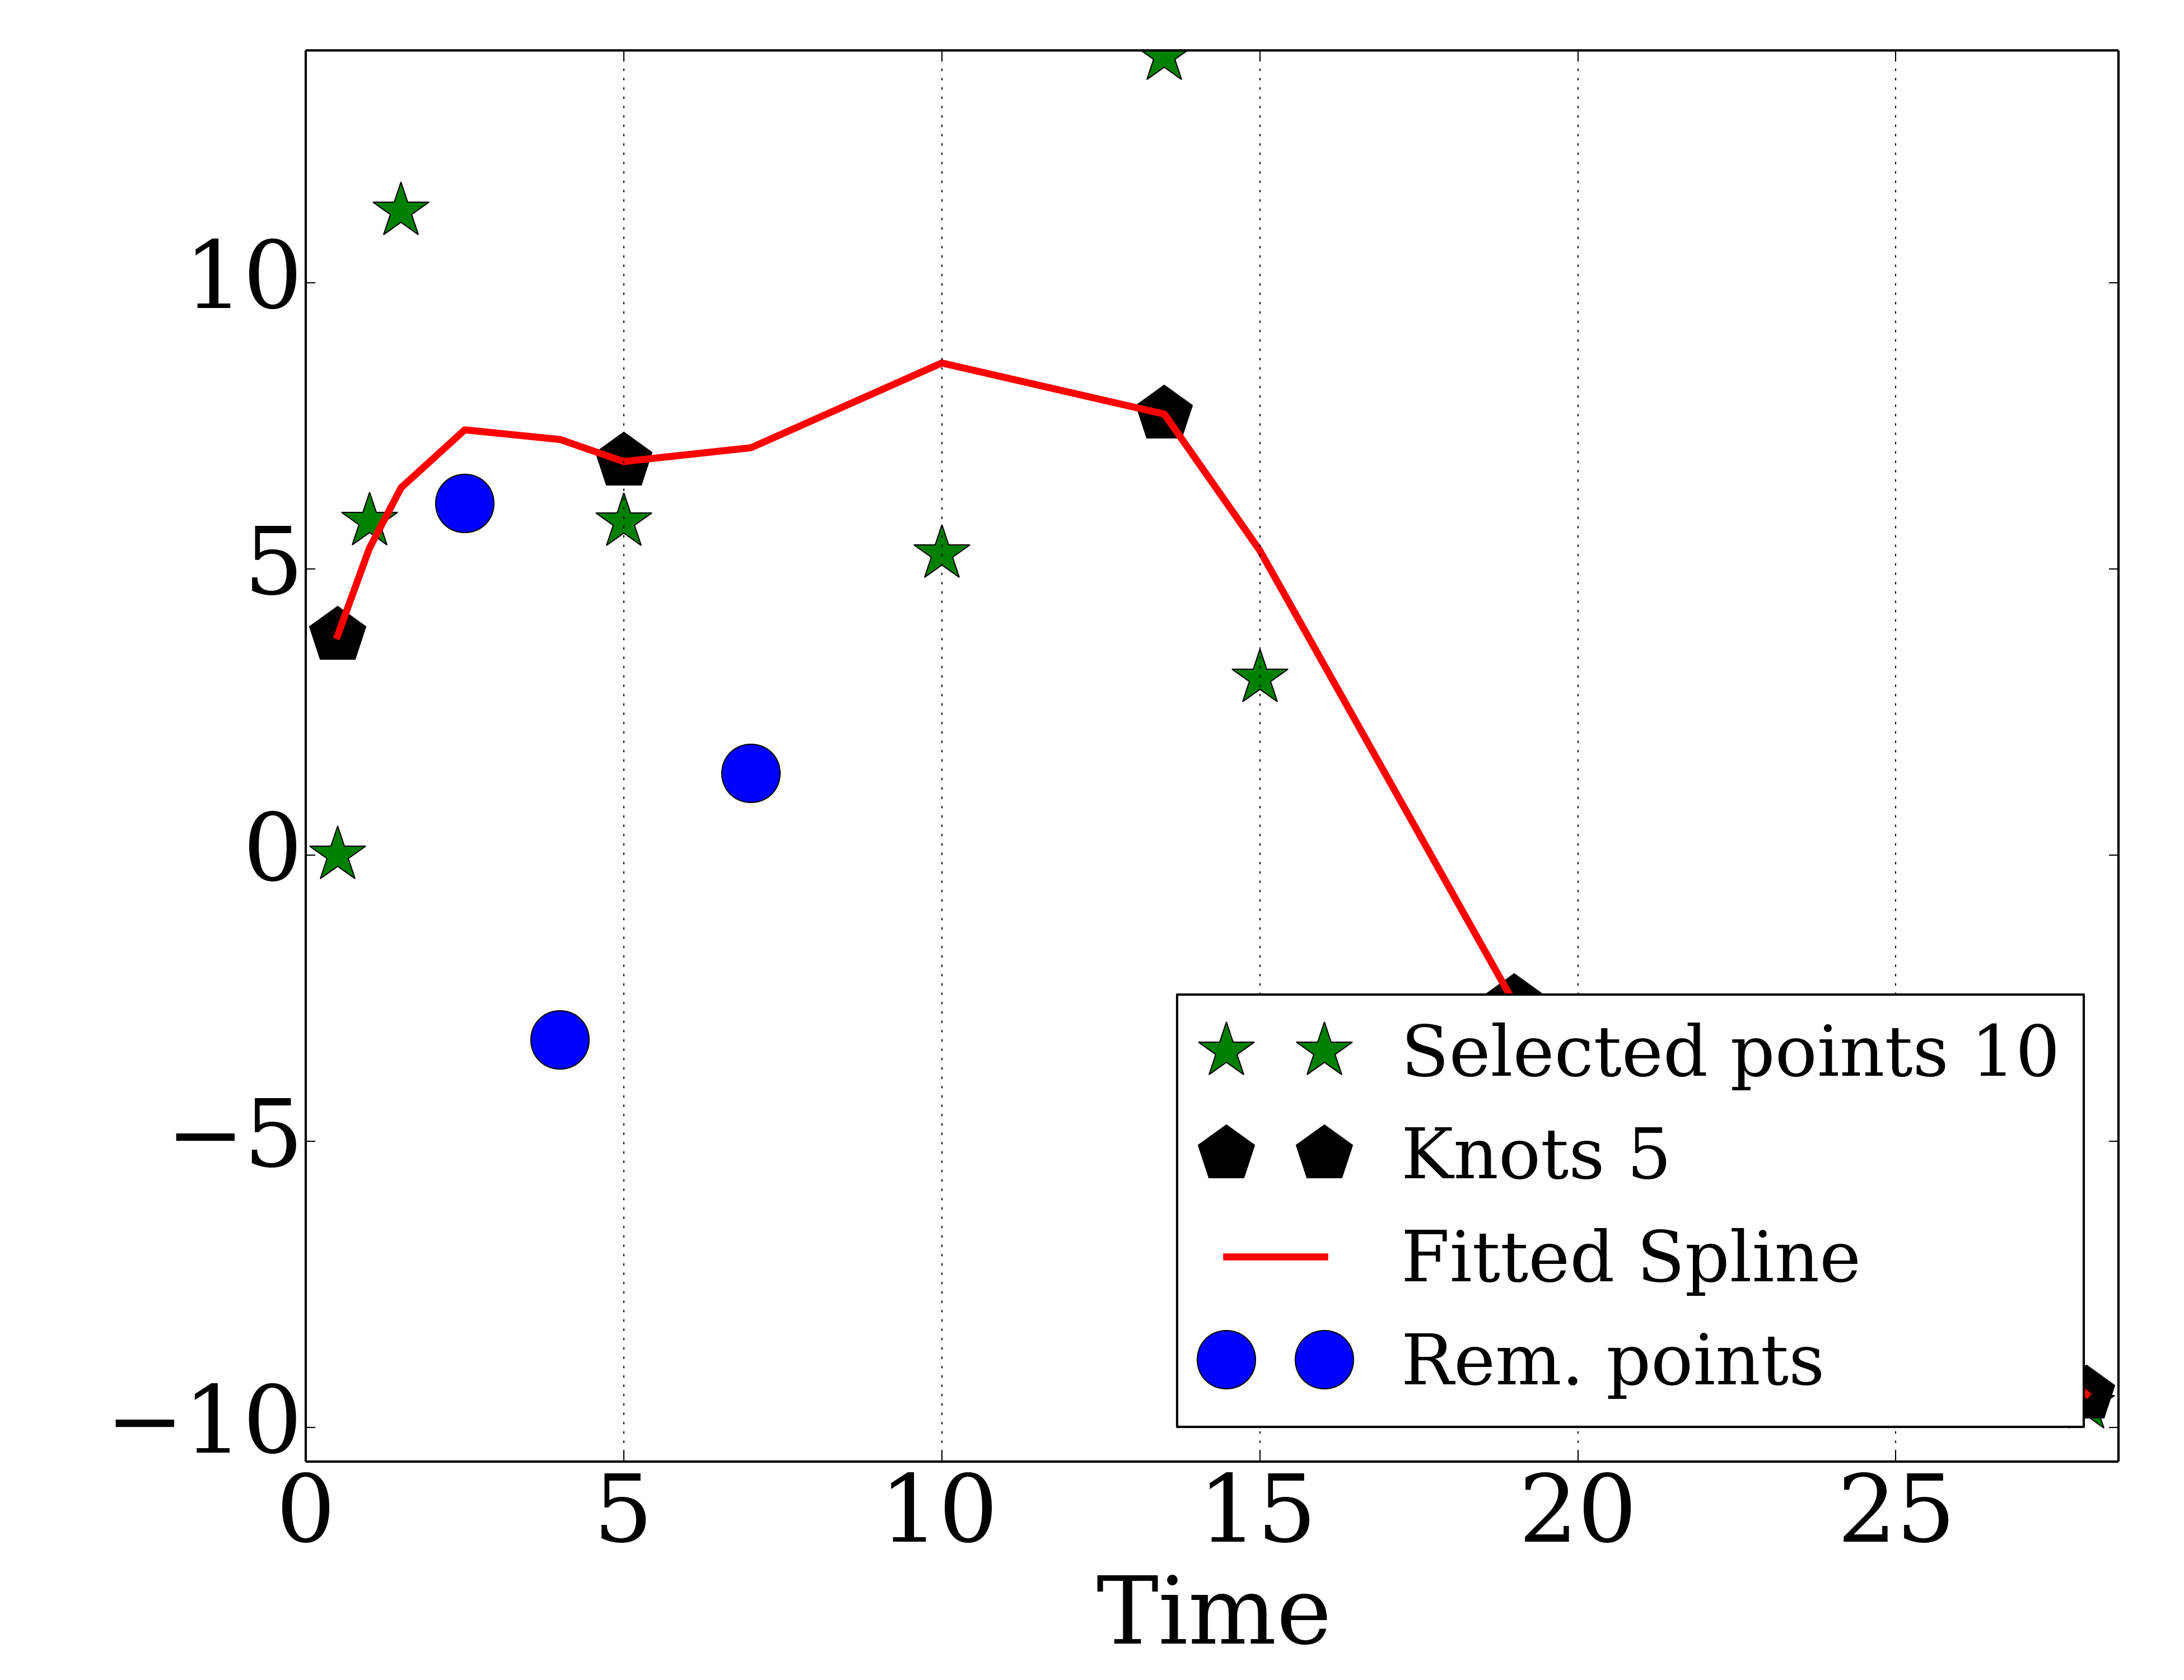 10
5
0
−5
−10
0 5 10 15 20 25
Time
Selected points 10
Knots 5
Fitted Spline
Rem. points